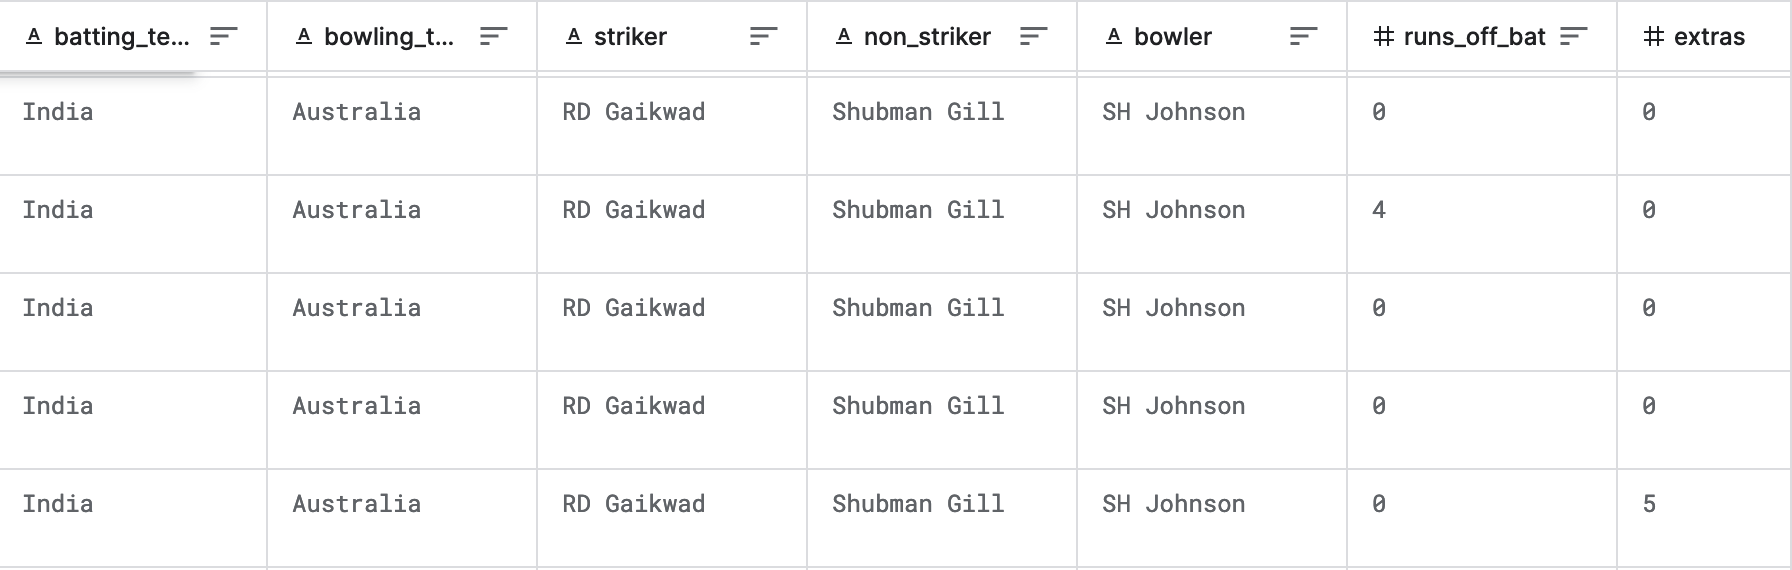 batting_te... bowling_t... striker non_striker bowler runs_off_bat extras
India Australia RD Gaikwad Shubman Gill SH Johnson 0 0
India Australia RD Gaikwad Shubman Gill SH Johnson 4 0
India Australia RD Gaikwad Shubman Gill SH Johnson 0 0
India Australia RD Gaikwad Shubman Gill SH Johnson 0 0
India Australia RD Gaikwad Shubman Gill SH Johnson 0 5